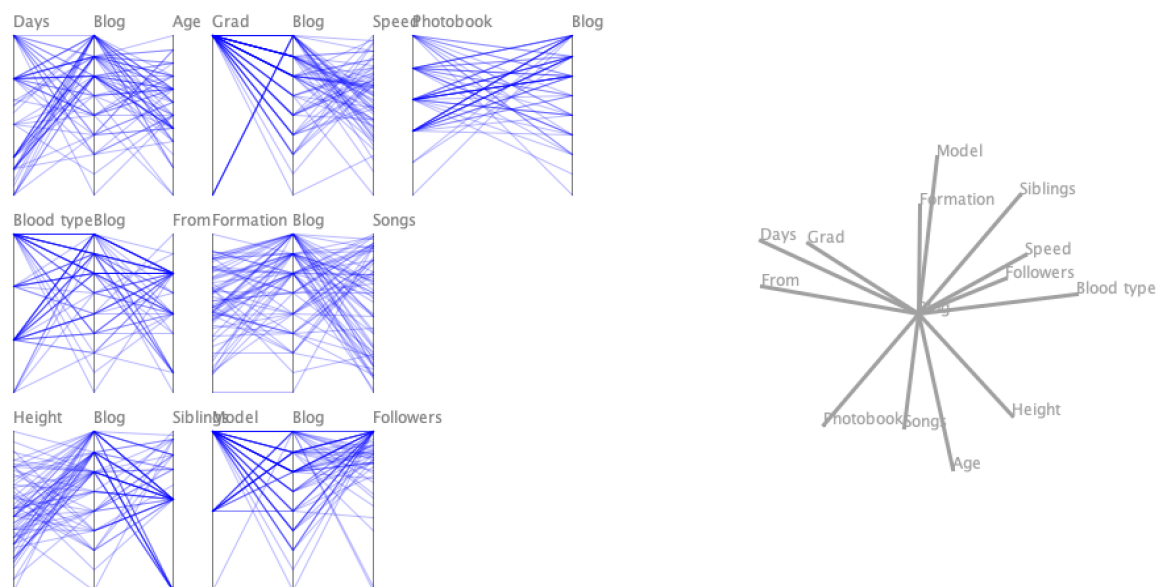 Days Blog Age Grad Blog Speed Photobook Blog
Blood type Blog From Formation Blog Songs
Height Blog Siblings Model Blog Followers
Model
Siblings
Formation
Days Grad
Speed
Followers
From
Blood type
Photobook Songs
Height
Age